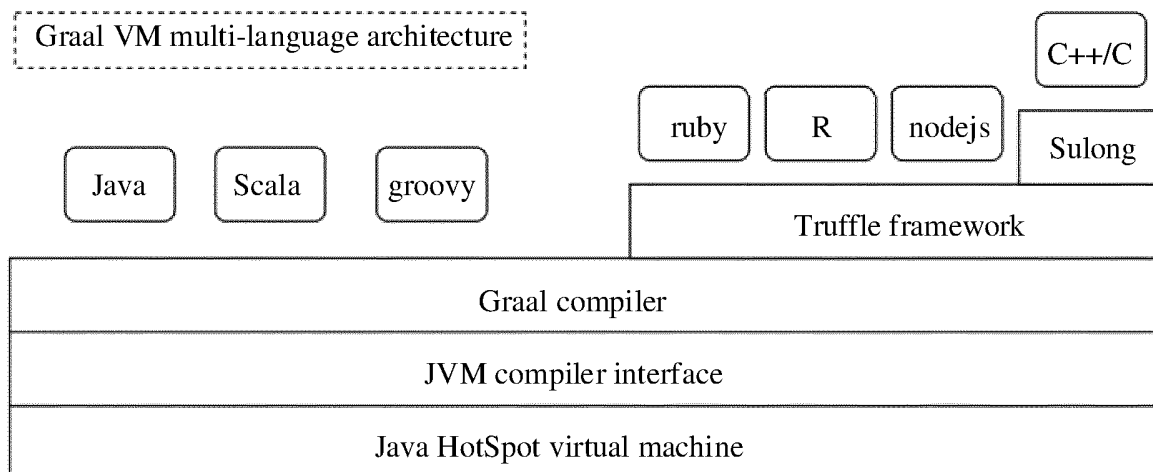 Graal VM multi-language architecture
C++/C
ruby
R
nodejs
Sulong
Java
Scala
groovy
Truffle framework
Graal compiler
JVM compiler interface
Java HotSpot virtual machine